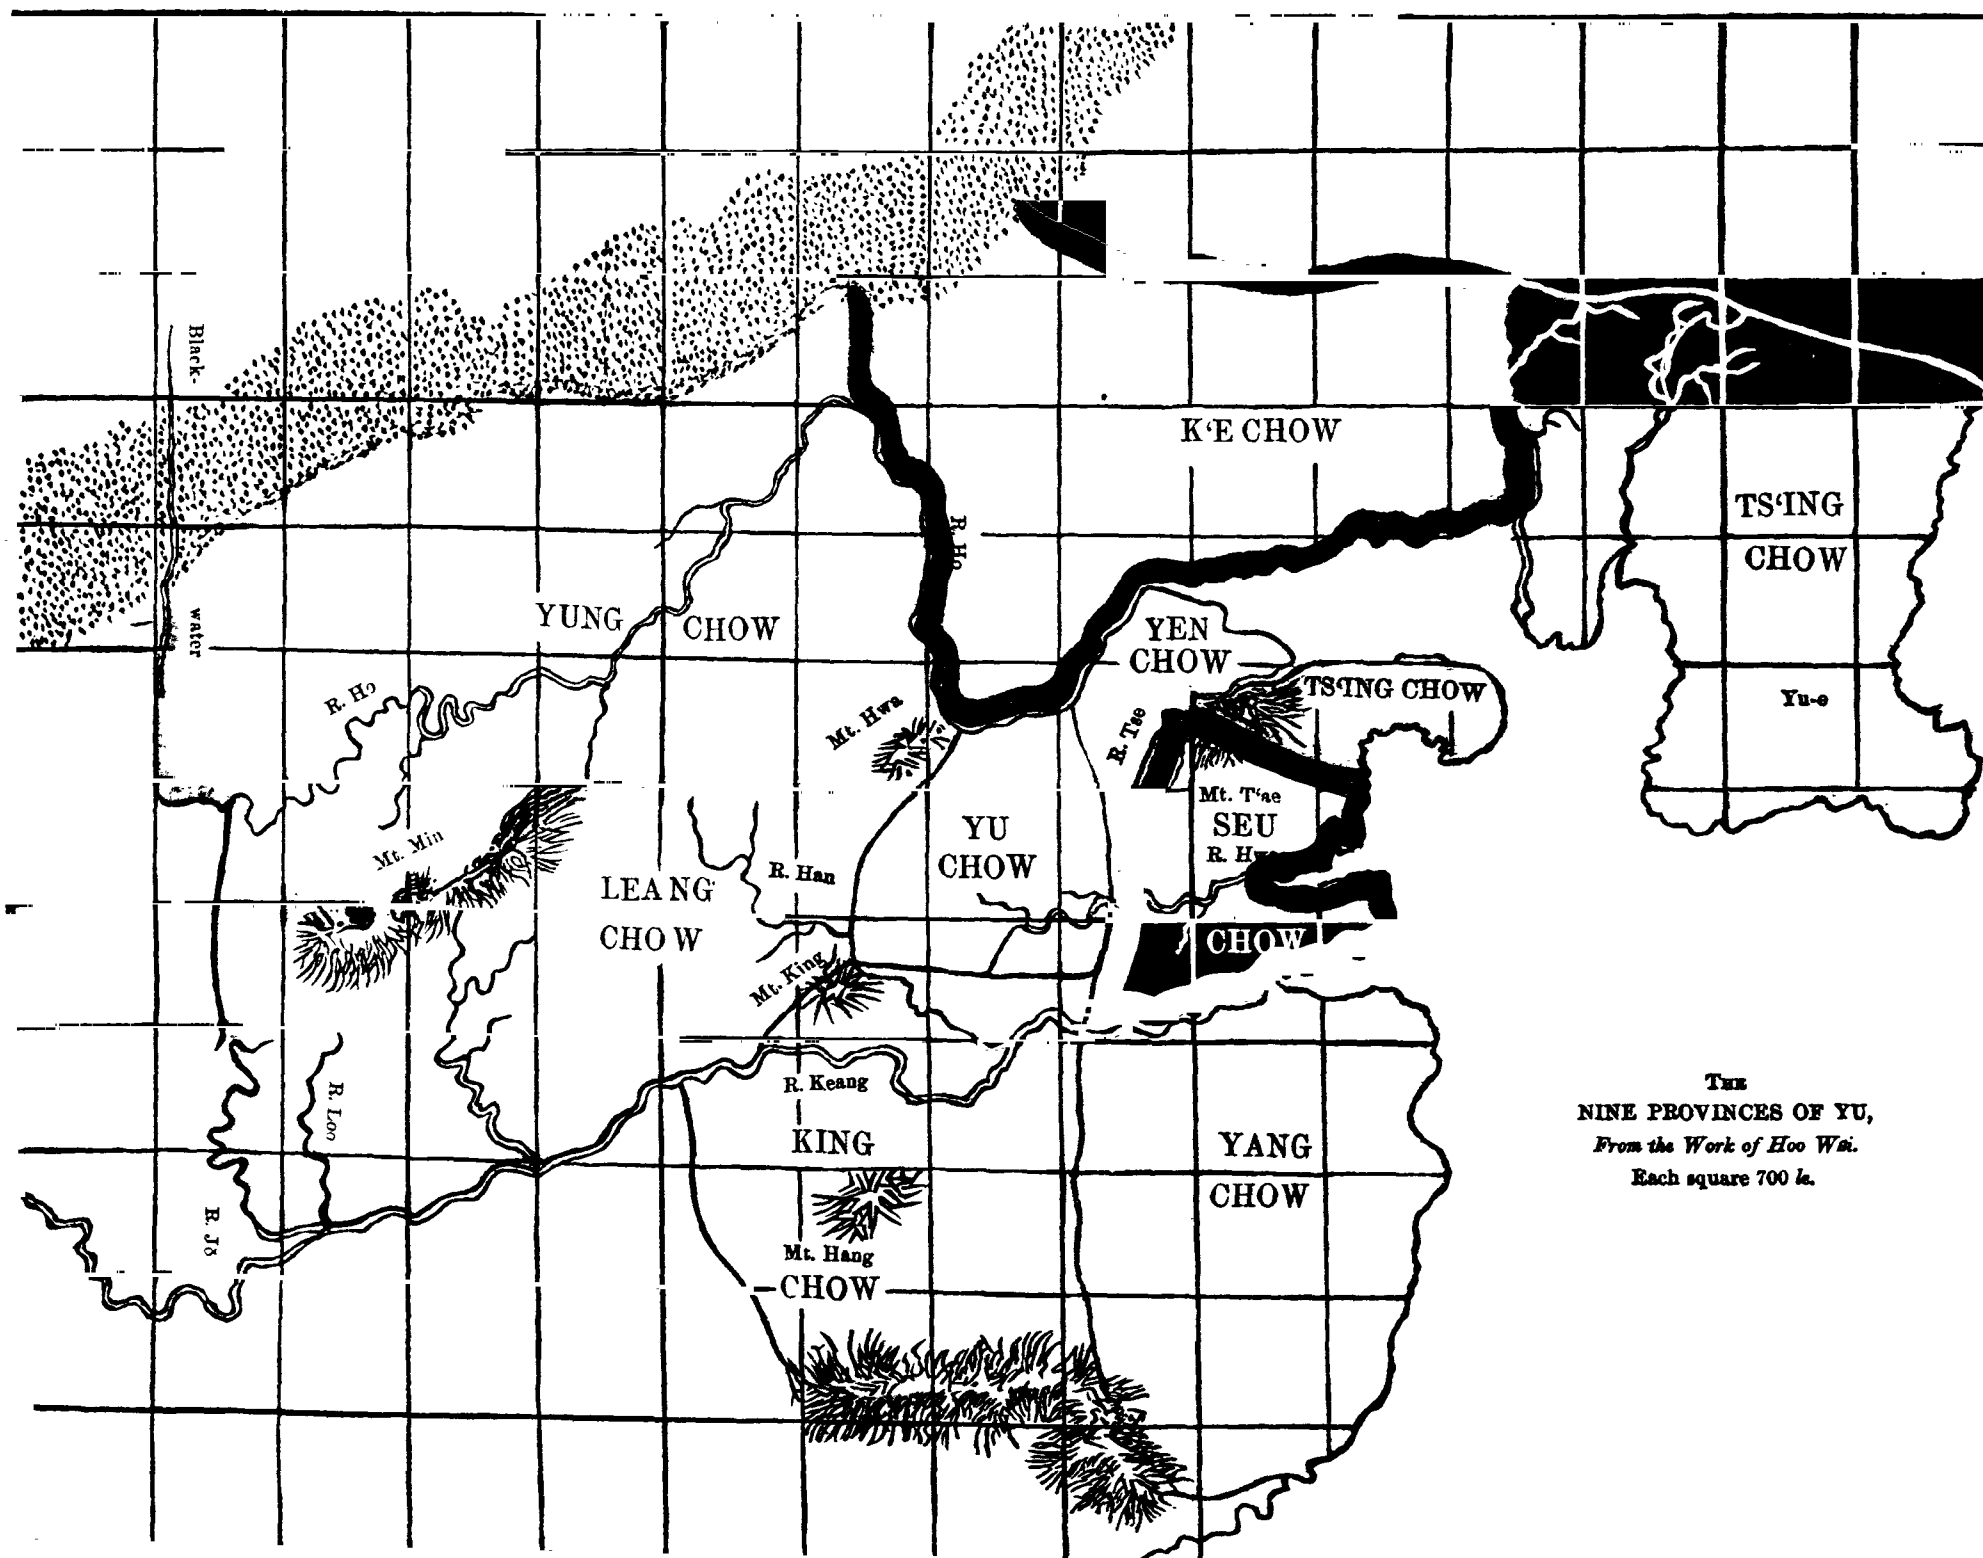 Black-
water
K‘E CHOW
TS‘ING
CHOW
R. Ho
YUNG CHOW
YEN
CHOW
TS‘ING CHOW
Yu-e
R. Ho
Mt. Hwa
R. Tae
Mt. T‘ae
SEU
R.
CHOW
Mt. Min
YU
CHOW
R. Han
LEANG
CHOW
Mt. King
R. Keang
R. Loo
KING
Mt. Hang
CHOW
YANG
CHOW
THE
NINE PROVINCES OF YU,
From the Work of Hoo Wei.
Each square 700 le.